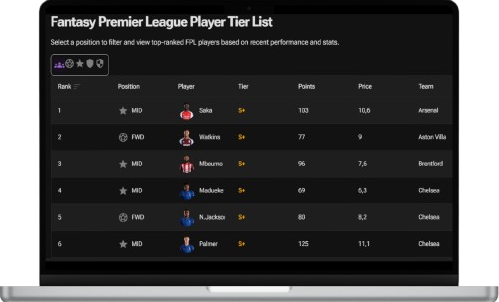 Fantasy Premier League Player Tier List
Select a position to filter and view top-ranked FPL players based on recent performance and stats.
Rank Position Player Tier Points Price Team
1 MID Saka S+ 103 10,6 Arsenal
2 FWD Watkins S+ 77 9 Aston Villa
3 MID Mbeumo S+ 96 7,6 Brentford
4 MID Madueke S+ 69 6,3 Chelsea
5 FWD N.Jackson S+ 80 8,2 Chelsea
6 MID Palmer S+ 125 11,1 Chelsea